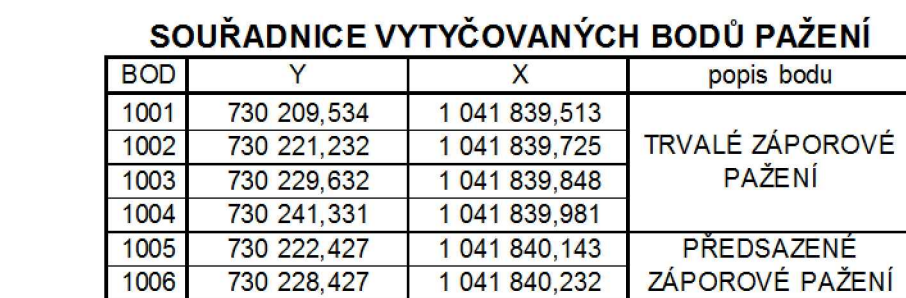 SOUŘADNICE VYTYČOVANÝCH BODŮ PAŽENÍ
BOD Y X popis bodu
1001 730 209,534 1 041 839,513
1002 730 221,232 1 041 839,725 TRVALÉ ZÁPOROVÉ
1003 730 229,632 1 041 839,848 PAŽENÍ
1004 730 241,331 1 041 839,981
1005 730 222,427 1 041 840,143 PŘEDSAZENÉ
1006 730 228,427 1 041 840,232 ZÁPOROVÉ PAŽENÍ